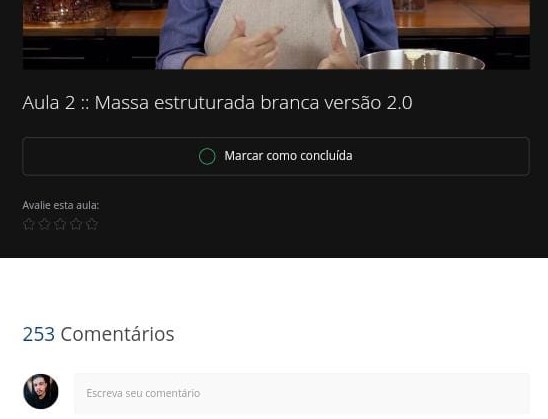 Aula 2 :: Massa estruturada branca versão 2.0
Marcar como concluída
Avalie esta aula:
253 Comentários
Escreva seu comentário